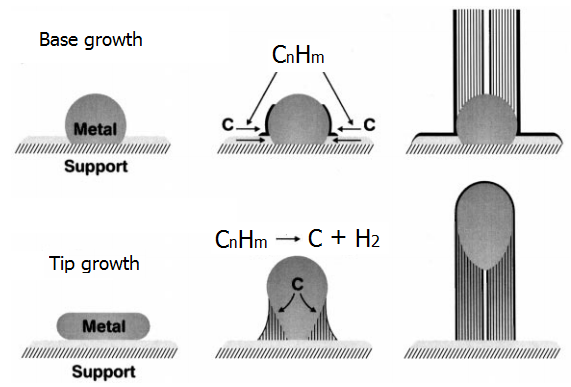 Base growth
CnHm
Metal
C
C
Support
CnHm → C + H2
Tip growth
C
Metal
Support